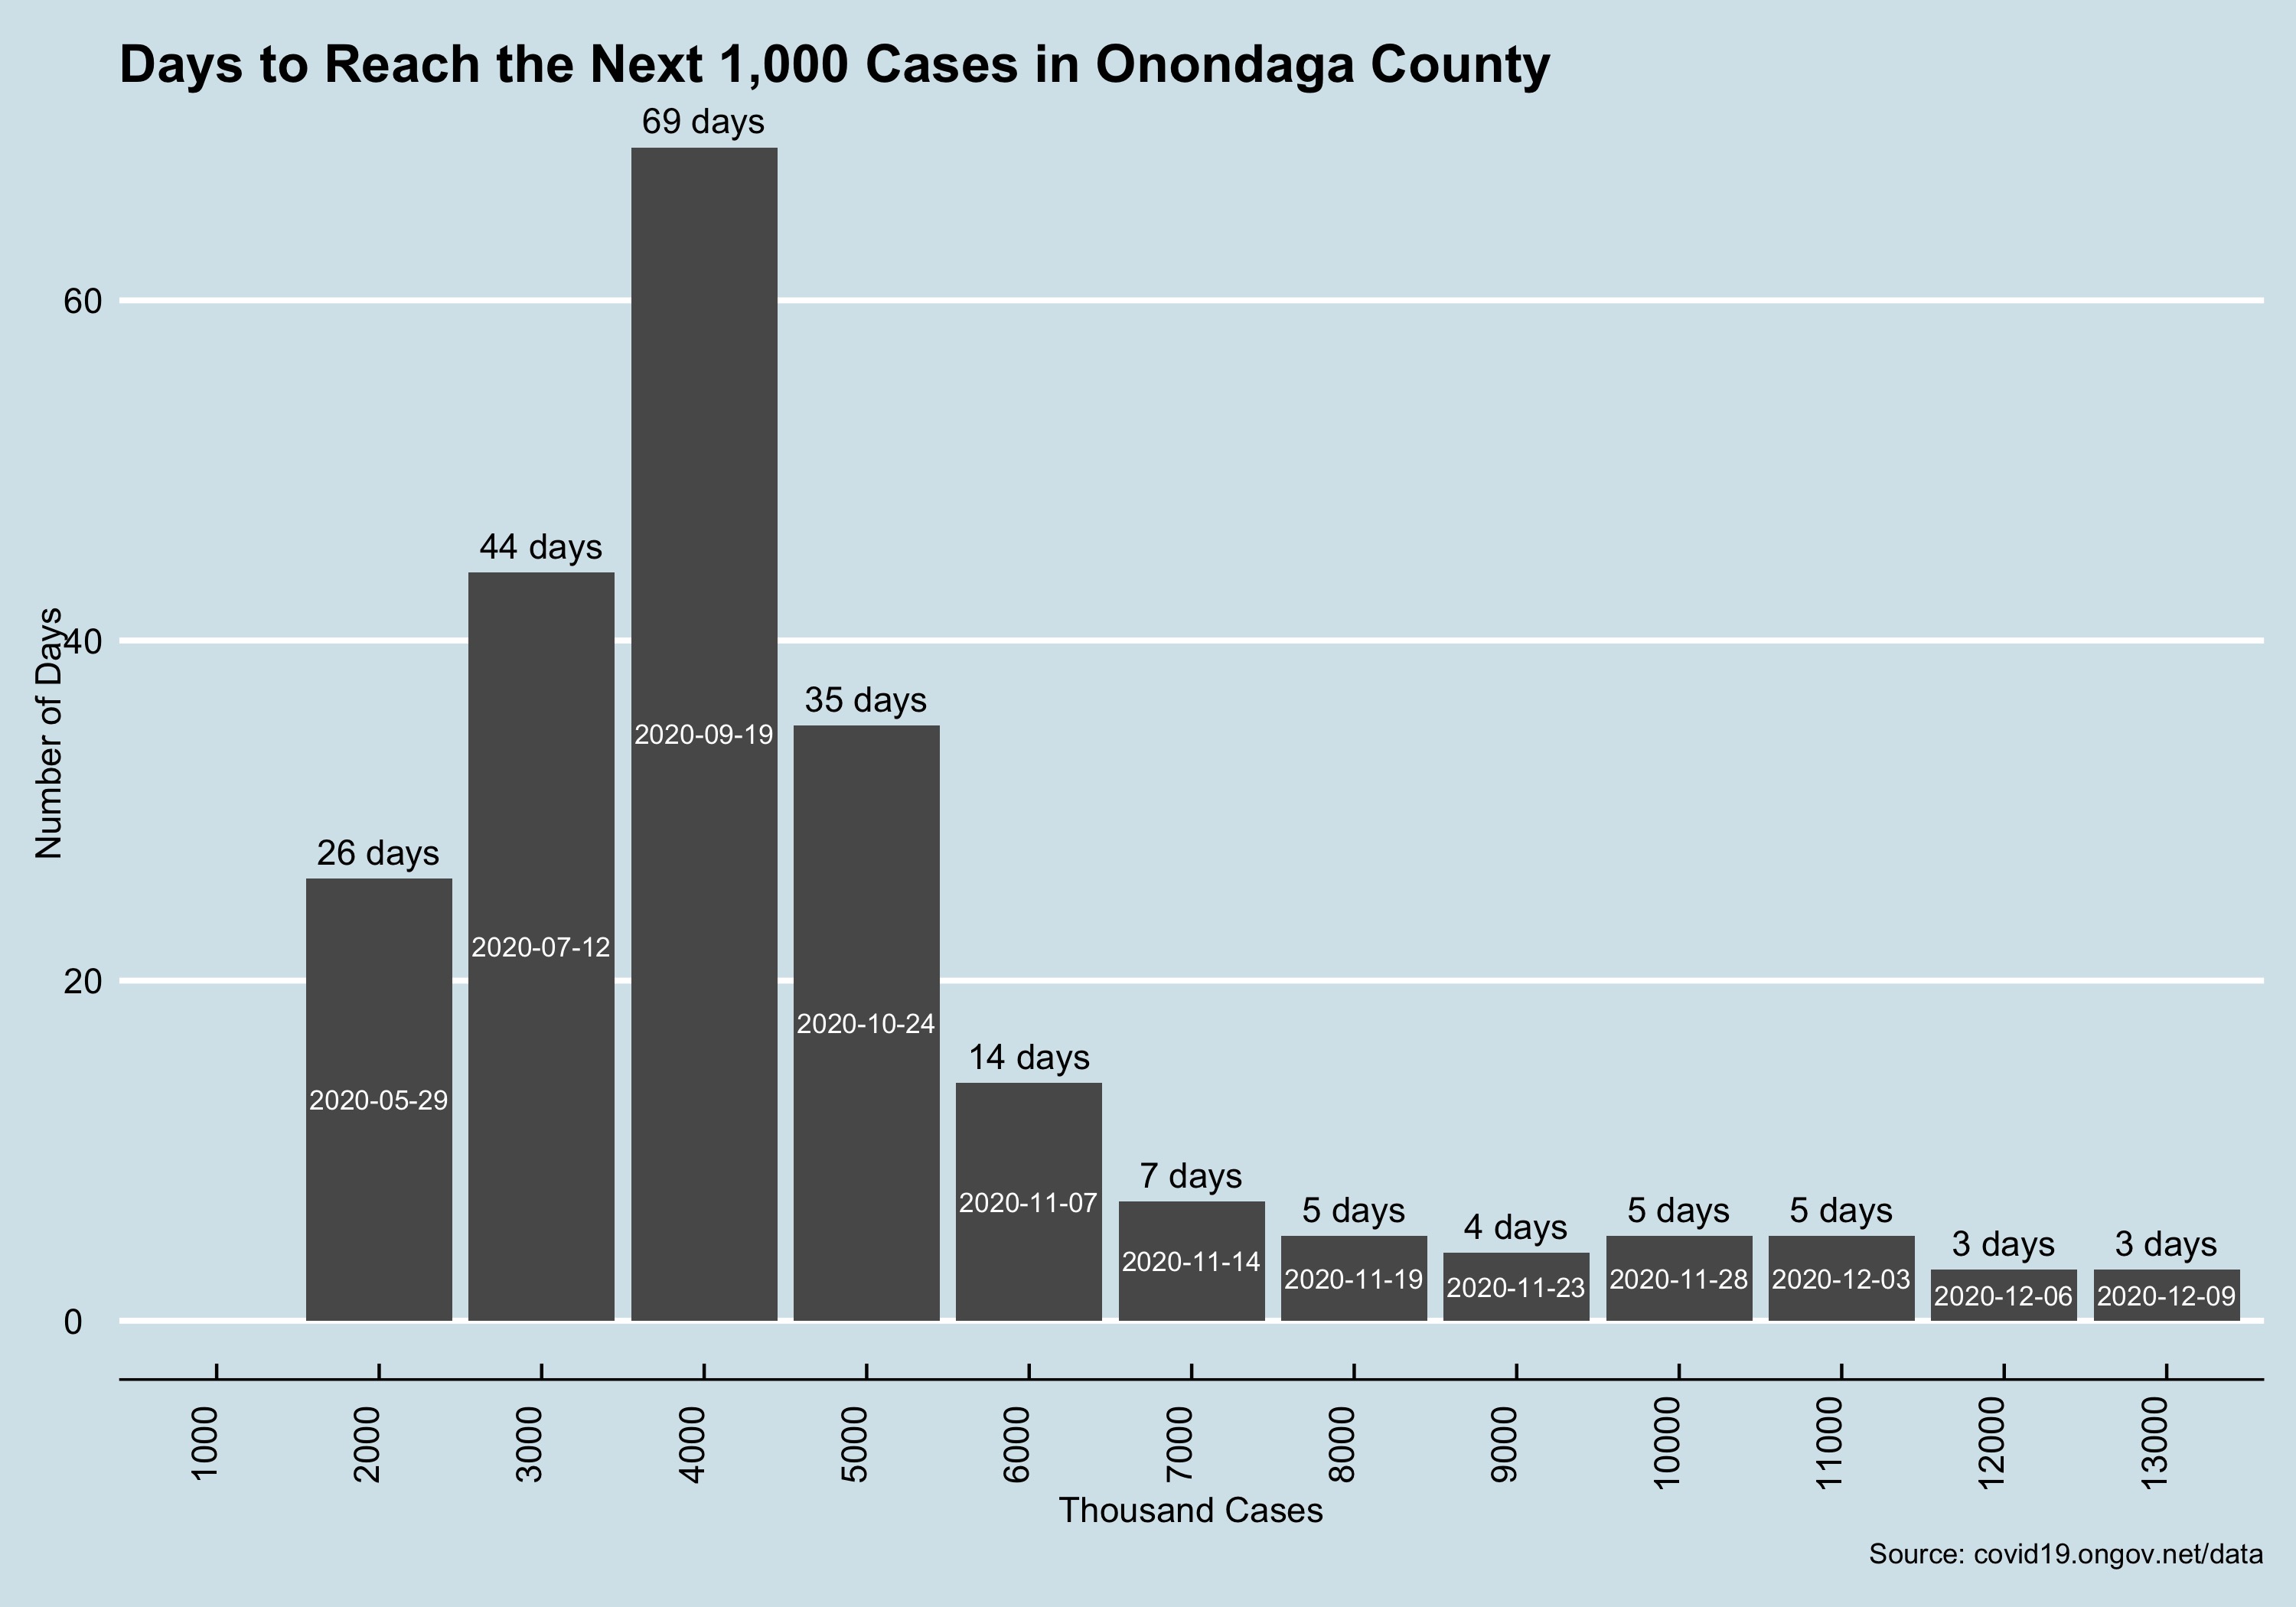 Days to Reach the Next 1,000 Cases in Onondaga County
69 days
60
44 days
40
Number of Days
35 days
2020-09-19
26 days
2020-07-12
20
2020-10-24
14 days
2020-05-29
7 days
2020-11-07
5 days
4 days
5 days
5 days
3 days
3 days
2020-11-14
2020-11-19
2020-11-23
2020-11-28
2020-12-03
2020-12-06
2020-12-09
0
1000
2000
3000
4000
5000
6000
7000
8000
9000
10000
11000
12000
13000
Thousand Cases
Source: covid19.ongov.net/data